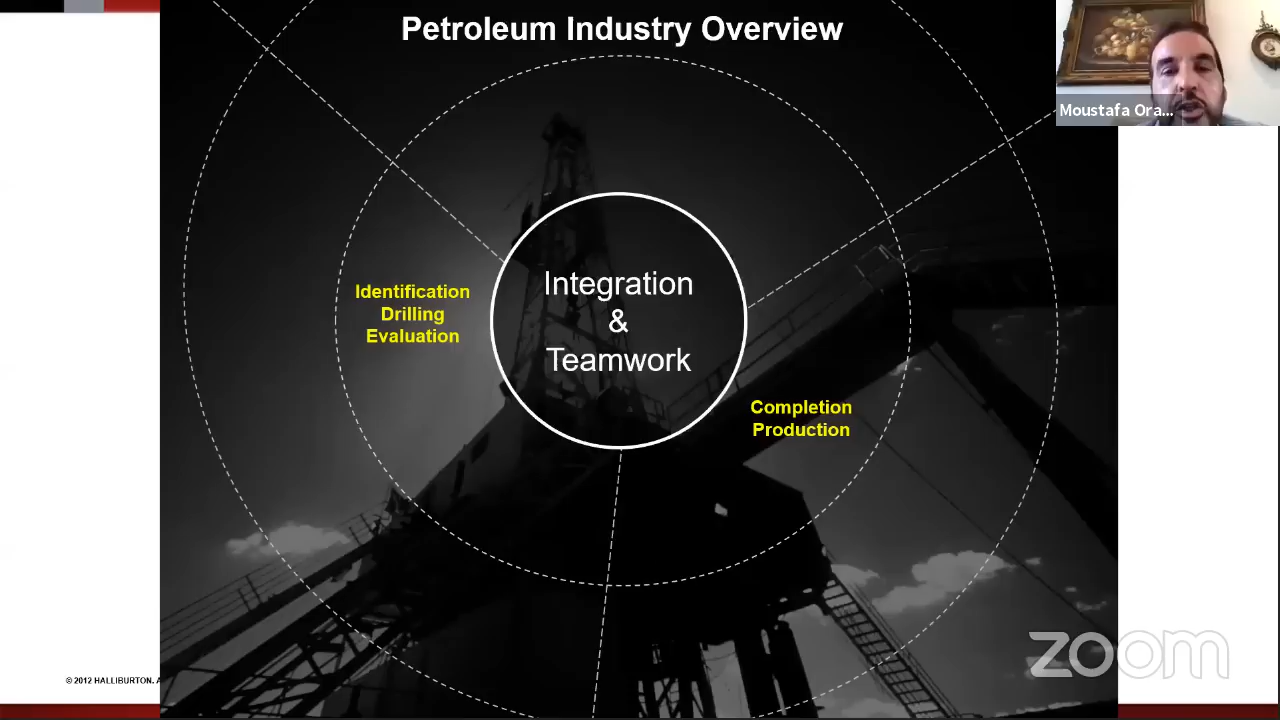 Petroleum Industry Overview
Moustafa Ora...
Identification
Drilling
Evaluation
Integration
&
Teamwork
Completion
Production
© 2012 HALLIBURTON. A
zoom